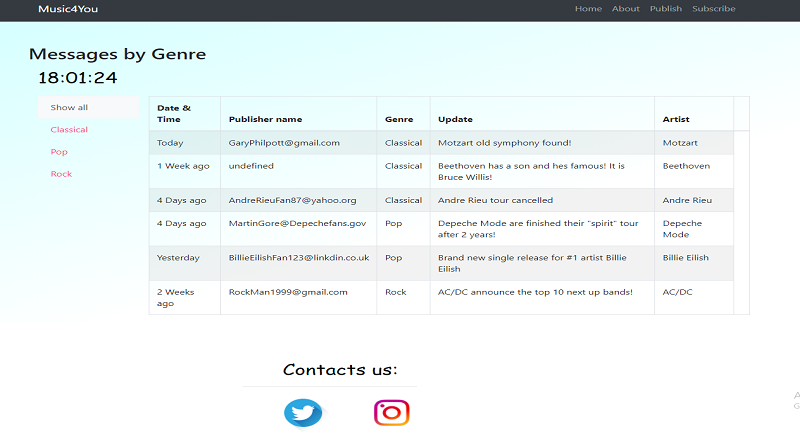 Music4You
Home About Publish Subscribe
Messages by Genre
18:01:24
Show all
Classical
Pop
Rock
Date & Time Publisher name Genre Update Artist
Today GaryPhilpott@gmail.com Classical Motzart old symphony found! Motzart
1 Week ago undefined Classical Beethoven has a son and hes famous! It is Bruce Willis! Beethoven
4 Days ago AndreRieuFan87@yahoo.org Classical Andre Rieu tour cancelled Andre Rieu
4 Days ago MartinGore@Depechefans.gov Pop Depeche Mode are finished their "spirit" tour after 2 years! Depeche Mode
Yesterday BillieEilishFan123@linkdin.co.uk Pop Brand new single release for #1 artist Billie Eilish Billie Eilish
2 Weeks ago RockMan1999@gmail.com Rock AC/DC announce the top 10 next up bands! AC/DC
Contacts us: